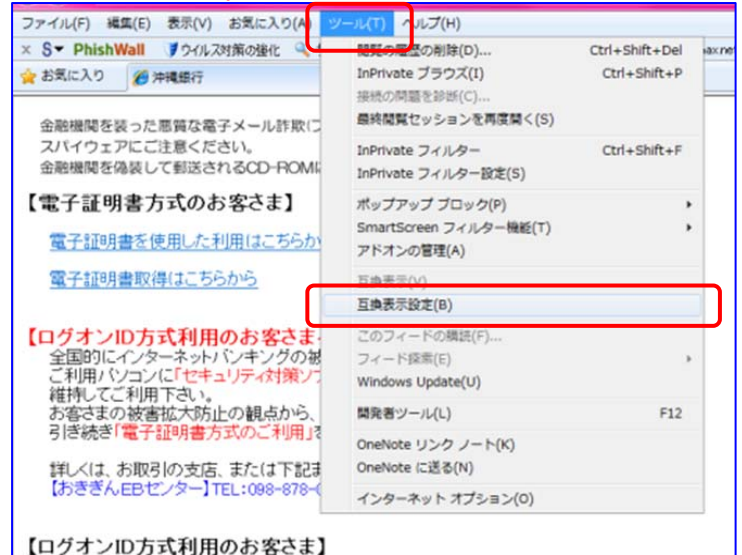 ファイル(F) 編集(E) 表示(V) お気に入り(A) ツール(T) ヘルプ(H)
× S PhishWall ウイルス対策の強化
お気に入り 沖縄銀行
閲覧の履歴の削除(D)... Ctrl+Shift+Del
InPrivate ブラウズ(I) Ctrl+Shift+P
接続の問題を診断(C)...
最終閲覧セッションを再度開く(S)
InPrivate フィルター Ctrl+Shift+F
InPrivate フィルター設定(S)
ポップアップ ブロック(P)
SmartScreen フィルター機能(T)
アドオンの管理(A)
互換表示(V)
互換表示設定(B)
このフィードの購読(F)...
フィード探索(E)
Windows Update(U)
開発者ツール(L) F12
OneNote リンク ノート(K)
OneNote に送る(N)
インターネット オプション(O)
金融機関を装った悪質な電子メール詐欺(フ
スパイウェアにご注意ください。
金融機関を偽装して郵送されるCD-ROMに
【電子証明書方式のお客さま】
電子証明書を使用した利用はこちらか
電子証明書取得はこちらから
【ログオンID方式利用のお客さま
全国的にインターネットバンキングの被
ご利用パソコンに「セキュリティ対策ソフ
維持してご利用下さい。
お客さまの被害拡大防止の観点から、
引き続き「電子証明書方式のご利用」を
詳しくは、お取引の支店、または下記ま
【おきぎんEBセンター】TEL:098-878-
【ログオンID方式利用のお客さま】